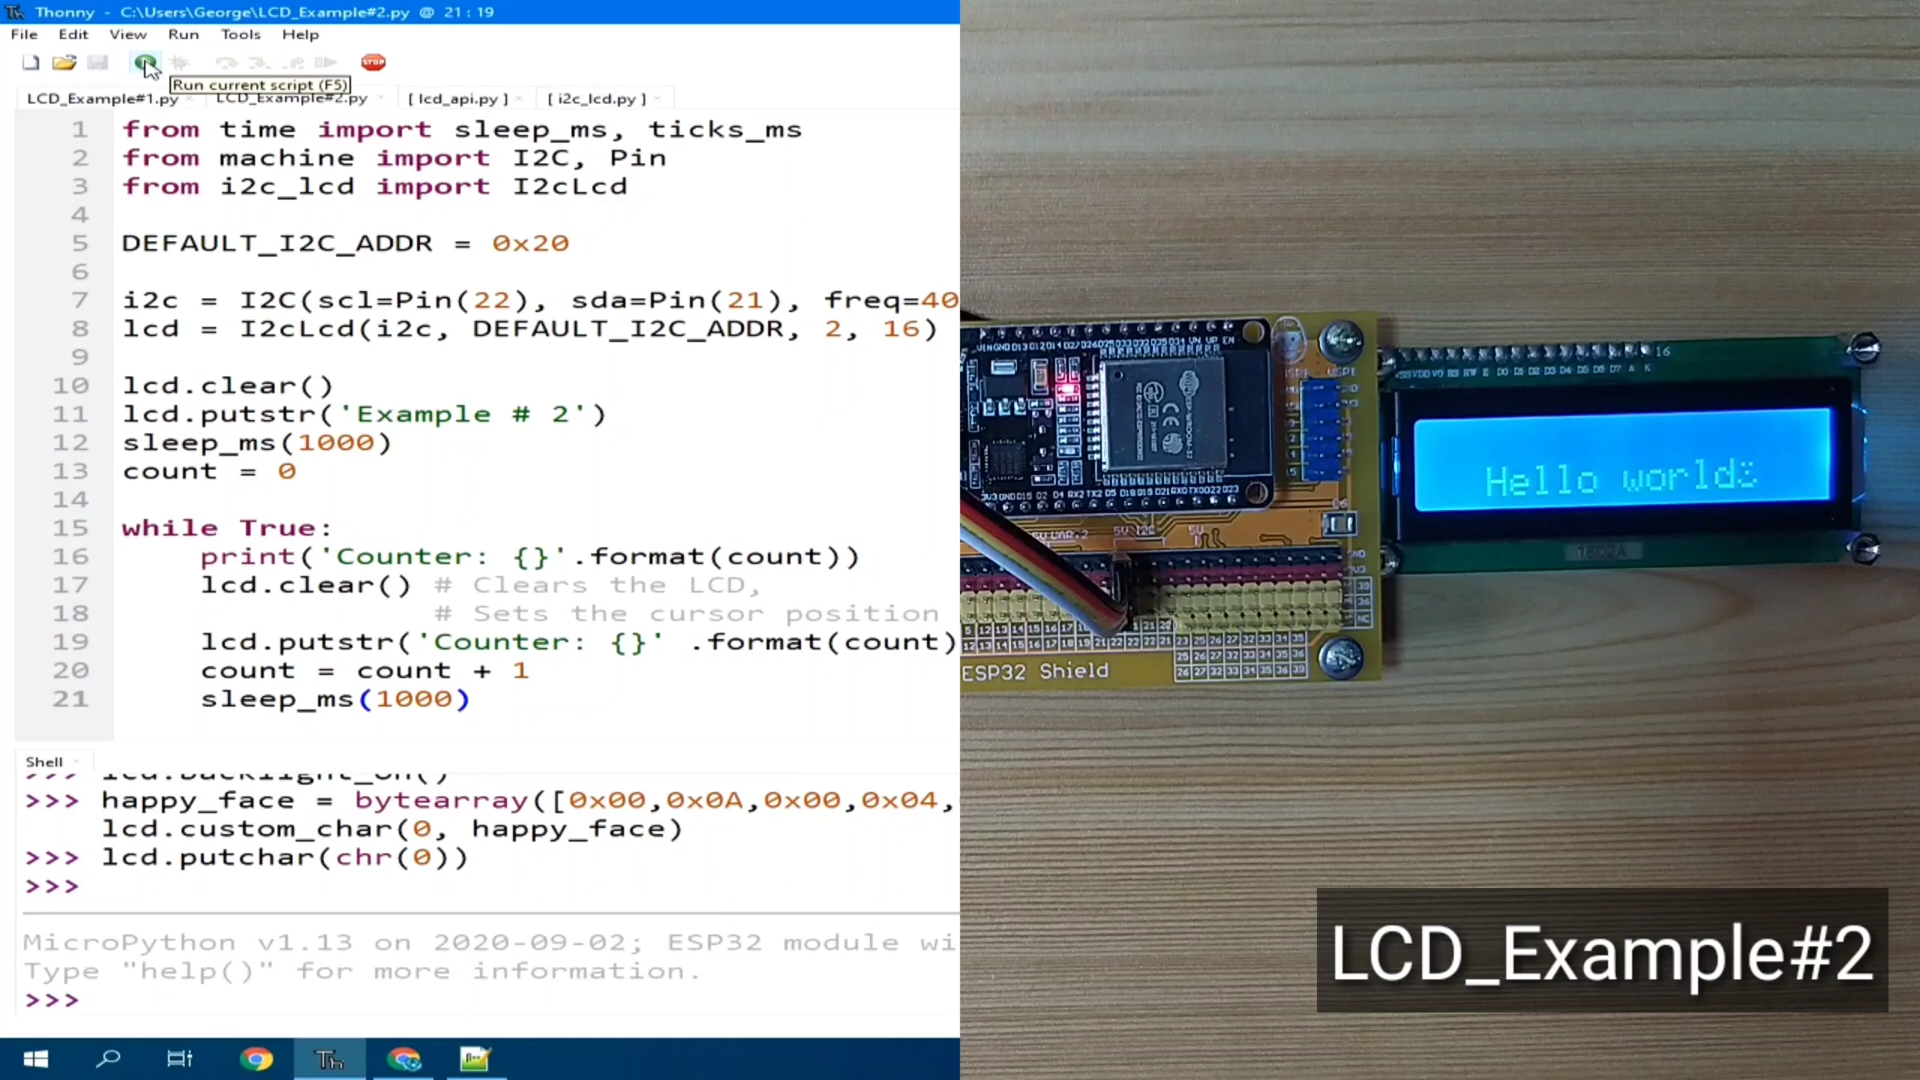 Thonny - C:\Users\George\LCD_Example#2.py @ 21 : 19
File Edit View Run Tools Help
Run current script (F5)
LCD_Example#1.py LCD_Example#2.py [ lcd_api.py ] [ i2c_lcd.py ]
1 from time import sleep_ms, ticks_ms
2 from machine import I2C, Pin
3 from i2c_lcd import I2cLcd
4
5 DEFAULT_I2C_ADDR = 0x20
6
7 i2c = I2C(scl=Pin(22), sda=Pin(21), freq=40
8 lcd = I2cLcd(i2c, DEFAULT_I2C_ADDR, 2, 16)
9
10 lcd.clear()
11 lcd.putstr('Example # 2')
12 sleep_ms(1000)
13 count = 0
14
15 while True:
16 print('Counter: {}'.format(count))
17 lcd.clear() # Clears the LCD,
18 # Sets the cursor position
19 lcd.putstr('Counter: {}' .format(count)
20 count = count + 1
21 sleep_ms(1000)
Shell
>>> lcd.backlight_on()
>>> happy_face = bytearray([0x00,0x0A,0x00,0x04,
lcd.custom_char(0, happy_face)
>>> lcd.putchar(chr(0))
>>>
MicroPython v1.13 on 2020-09-02; ESP32 module wi
Type "help()" for more information.
>>>
16
Hello world
1602A
ESP32 Shield
LCD_Example#2